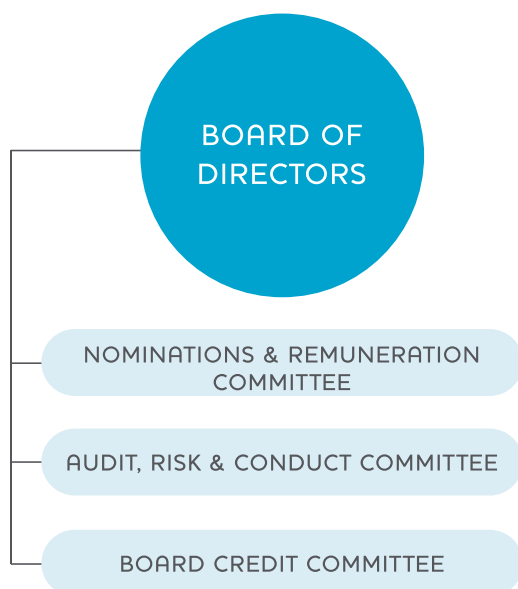 BOARD OF
DIRECTORS
NOMINATIONS & REMUNERATION
COMMITTEE
AUDIT, RISK & CONDUCT COMMITTEE
BOARD CREDIT COMMITTEE